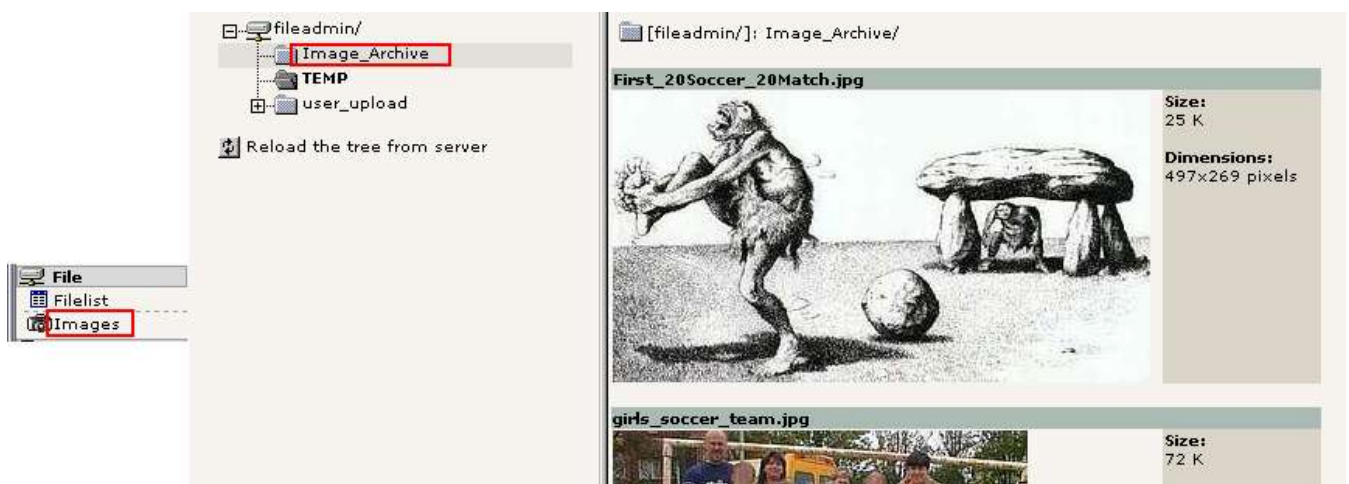 File
Filelist
Images
fileadmin/
Image_Archive
TEMP
user_upload
Reload the tree from server
[fileadmin/]: Image_Archive/
First_20Soccer_20Match.jpg
Size:
25 K
Dimensions:
497x269 pixels
girls_soccer_team.jpg
Size:
72 K